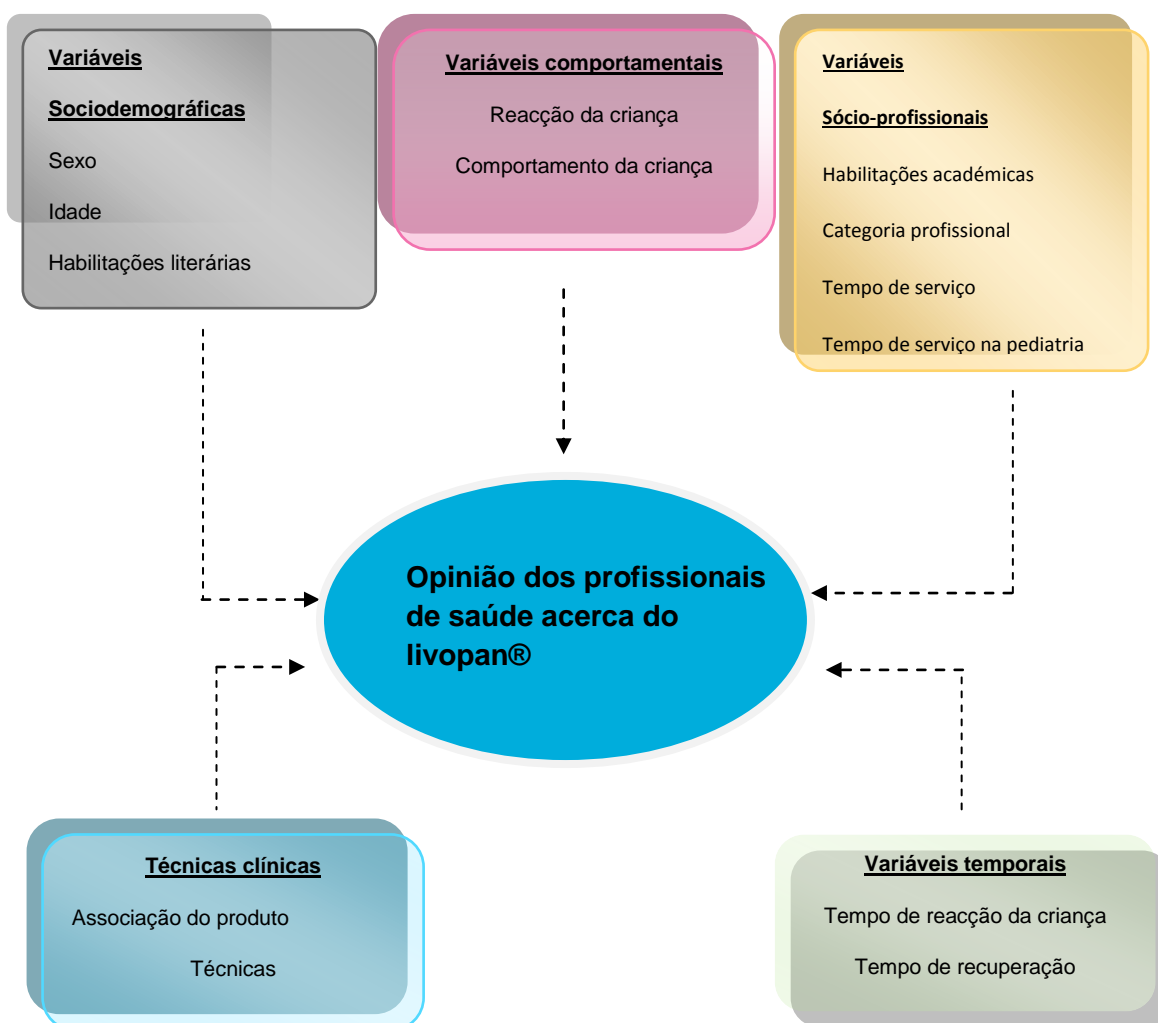 Variáveis
Sociodemográficas
Sexo
Idade
Habilitações literárias
Variáveis comportamentais
Reacção da criança
Comportamento da criança
Variáveis
Sócio-profissionais
Habilitações académicas
Categoria profissional
Tempo de serviço
Tempo de serviço na pediatria
Opinião dos profissionais
de saúde acerca do
livopan®
Técnicas clínicas
Associação do produto
Técnicas
Variáveis temporais
Tempo de reacção da criança
Tempo de recuperação